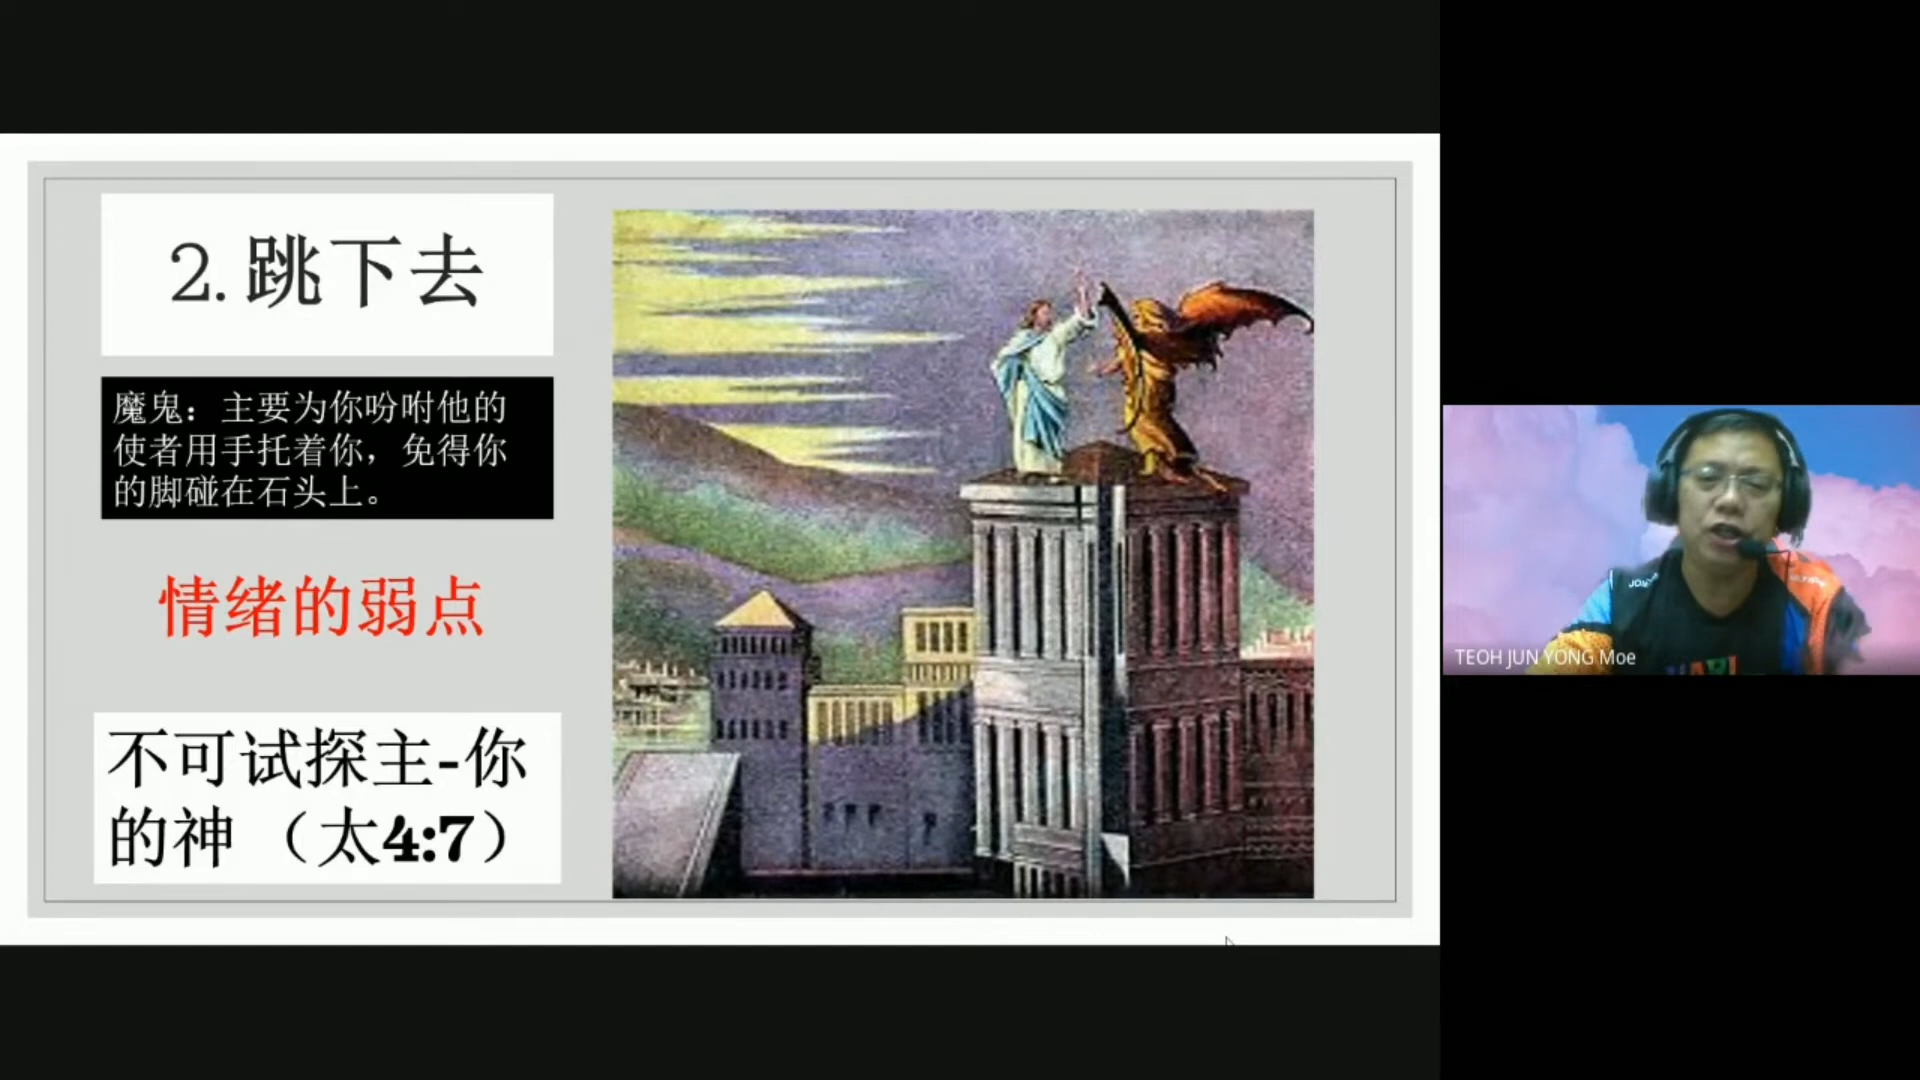 2. 跳下去
魔鬼：主要为你吩咐他的
使者用手托着你，免得你
的脚碰在石头上。
情绪的弱点
不可试探主-你
的神 （太4:7）
TEOH JUN YONG Moe